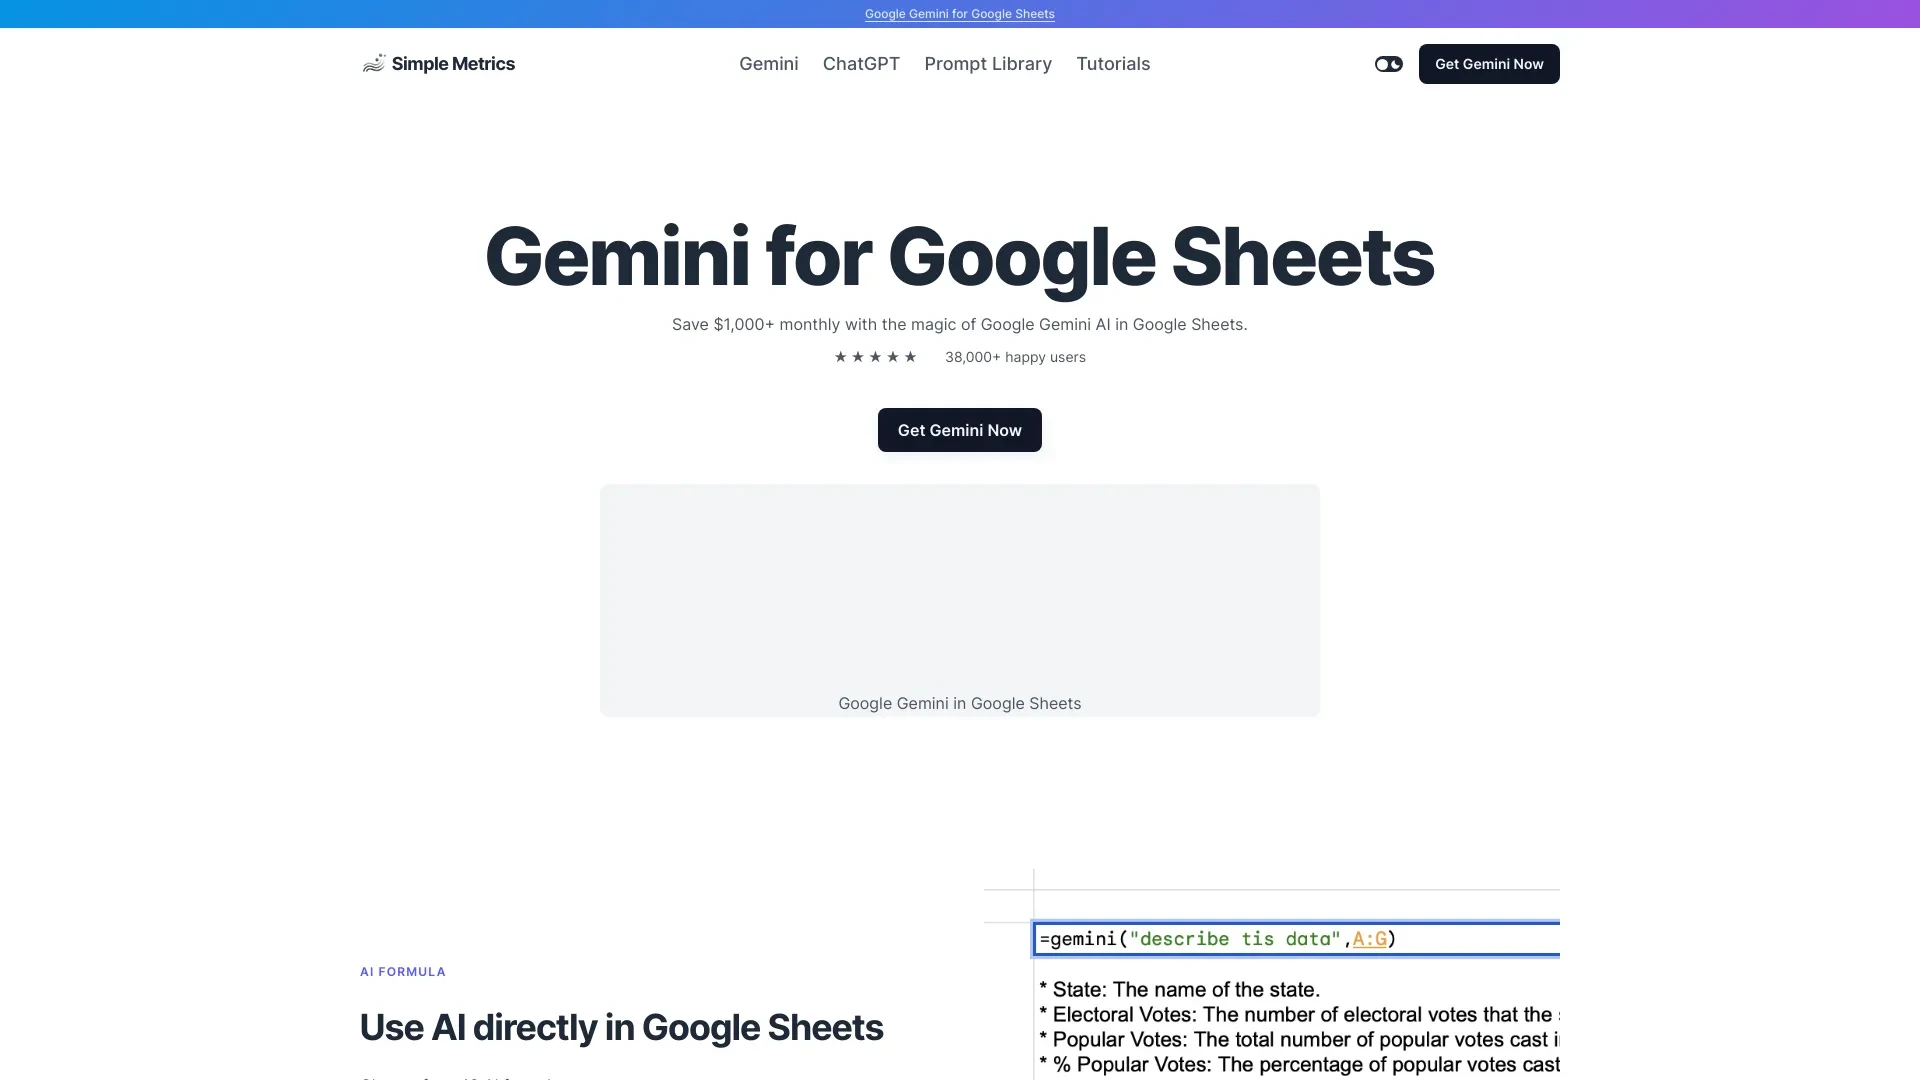 Google Gemini for Google Sheets
Simple Metrics
Gemini
ChatGPT
Prompt Library
Tutorials
Get Gemini Now
Gemini for Google Sheets
Save $1,000+ monthly with the magic of Google Gemini AI in Google Sheets.
★ ★ ★ ★ ★ 38,000+ happy users
Get Gemini Now
Google Gemini in Google Sheets
AI FORMULA
Use AI directly in Google Sheets
=gemini("describe tis data",A:G)
* State: The name of the state.
* Electoral Votes: The number of electoral votes that the
* Popular Votes: The total number of popular votes cast
* % Popular Votes: The percentage of popular votes cast